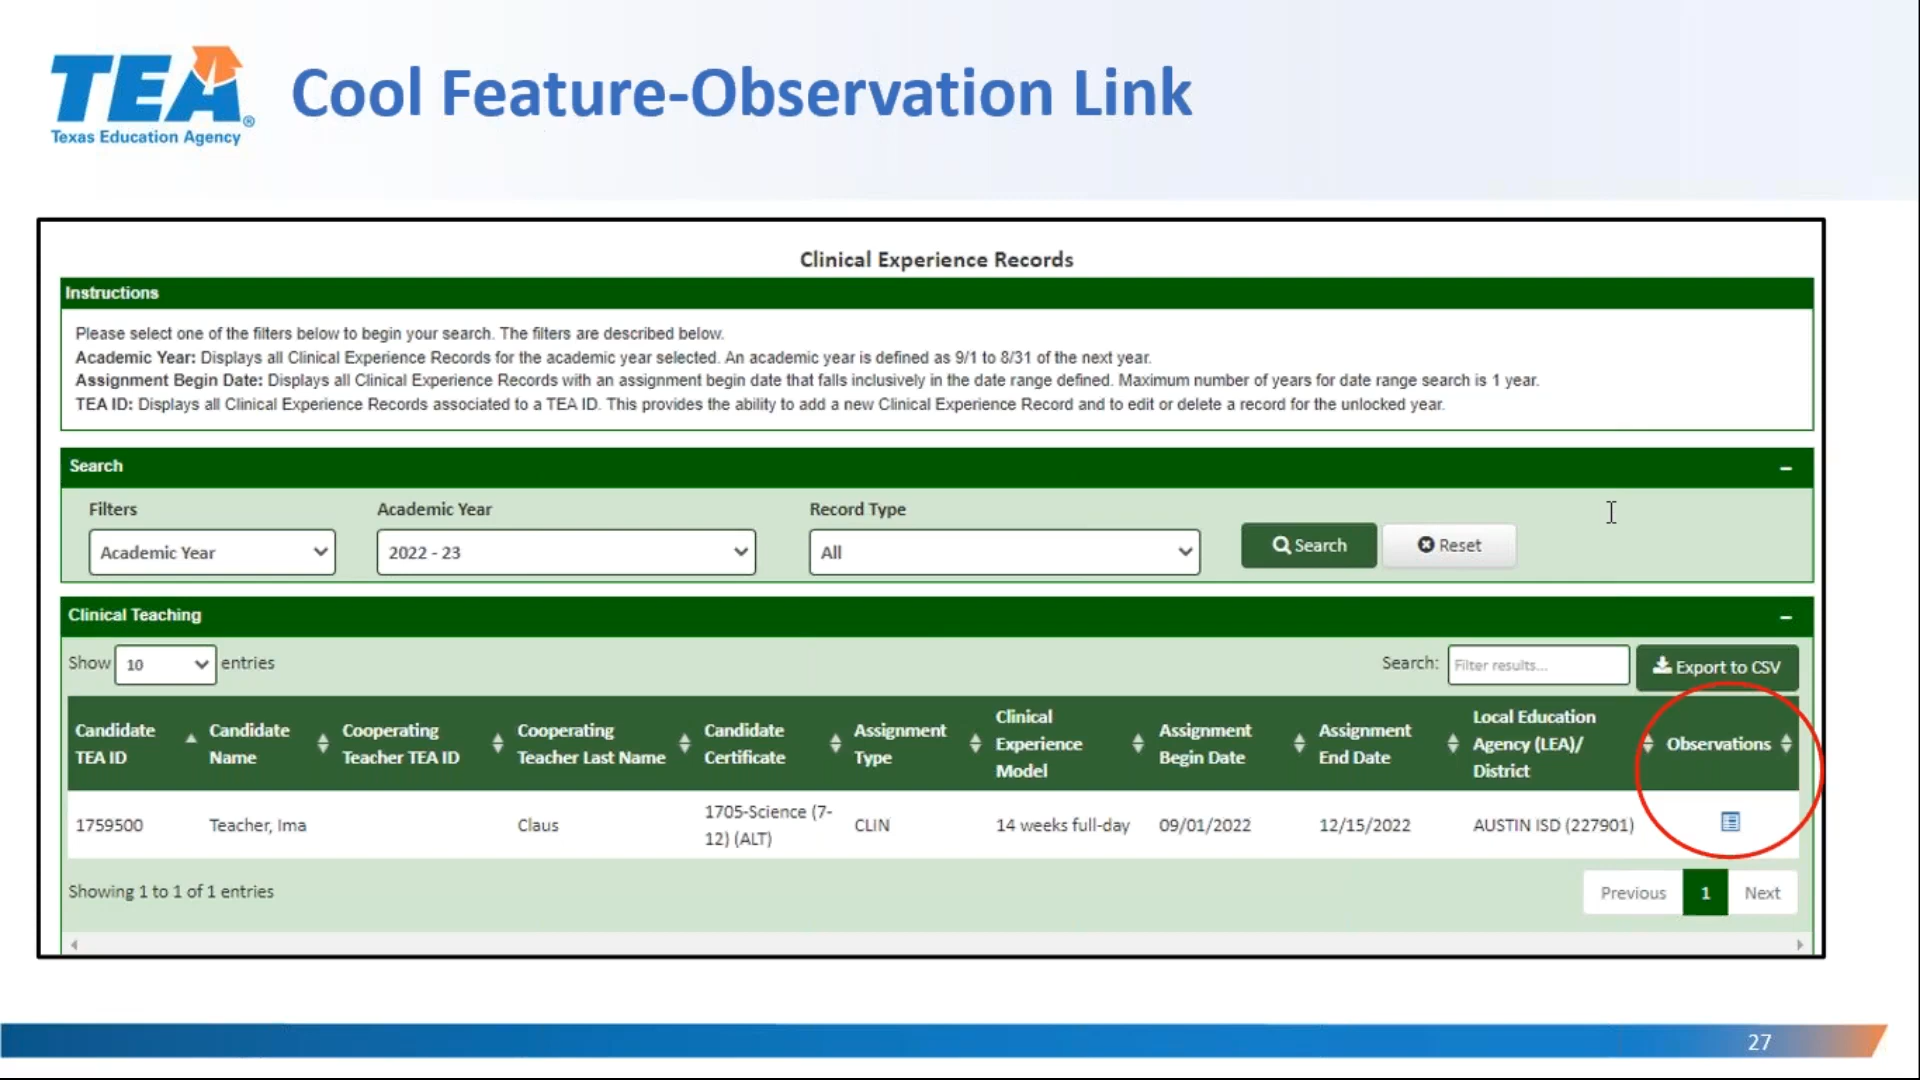 TEA®
Texas Education Agency
Cool Feature-Observation Link
Clinical Experience Records
Instructions
Please select one of the filters below to begin your search. The filters are described below.
Academic Year: Displays all Clinical Experience Records for the academic year selected. An academic year is defined as 9/1 to 8/31 of the next year.
Assignment Begin Date: Displays all Clinical Experience Records with an assignment begin date that falls inclusively in the date range defined. Maximum number of years for date range search is 1 year.
TEA ID: Displays all Clinical Experience Records associated to a TEA ID. This provides the ability to add a new Clinical Experience Record and to edit or delete a record for the unlocked year.
Search
Filters Academic Year Record Type
Academic Year 2022 - 23 All Search Reset
Clinical Teaching
Show 10 entries Search: Filter results... Export to CSV
Candidate TEA ID Candidate Name Cooperating Teacher TEA ID Cooperating Teacher Last Name Candidate Certificate Assignment Type Clinical Experience Model Assignment Begin Date Assignment End Date Local Education Agency (LEA)/ District Observations
1759500 Teacher, Ima Claus 1705-Science (7-12) (ALT) CLIN 14 weeks full-day 09/01/2022 12/15/2022 AUSTIN ISD (227901)
Showing 1 to 1 of 1 entries Previous 1 Next
27